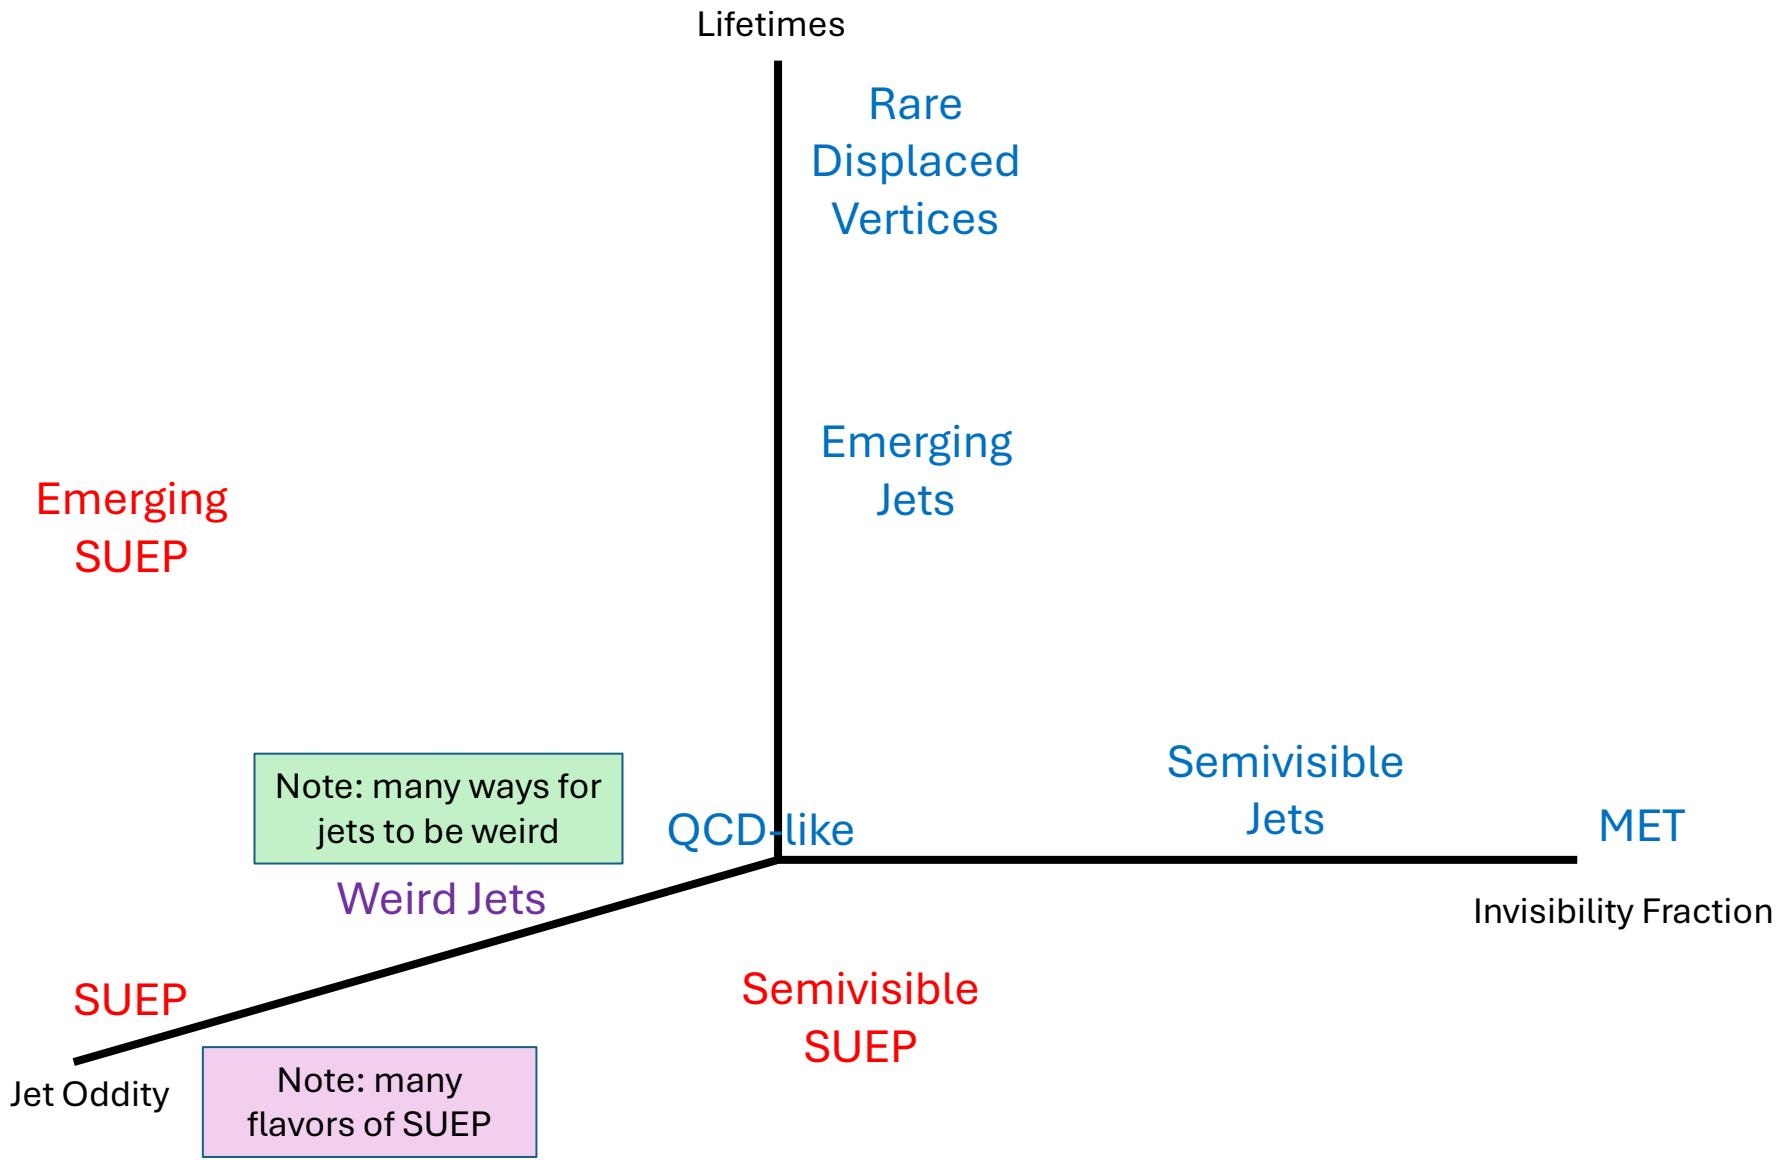 Lifetimes
Rare
Displaced
Vertices
Emerging
Jets
Emerging
SUEP
Semivisible
Jets
MET
Note: many ways for
jets to be weird
QCD-like
Weird Jets
Invisibility Fraction
SUEP
Semivisible
SUEP
Jet Oddity
Note: many
flavors of SUEP